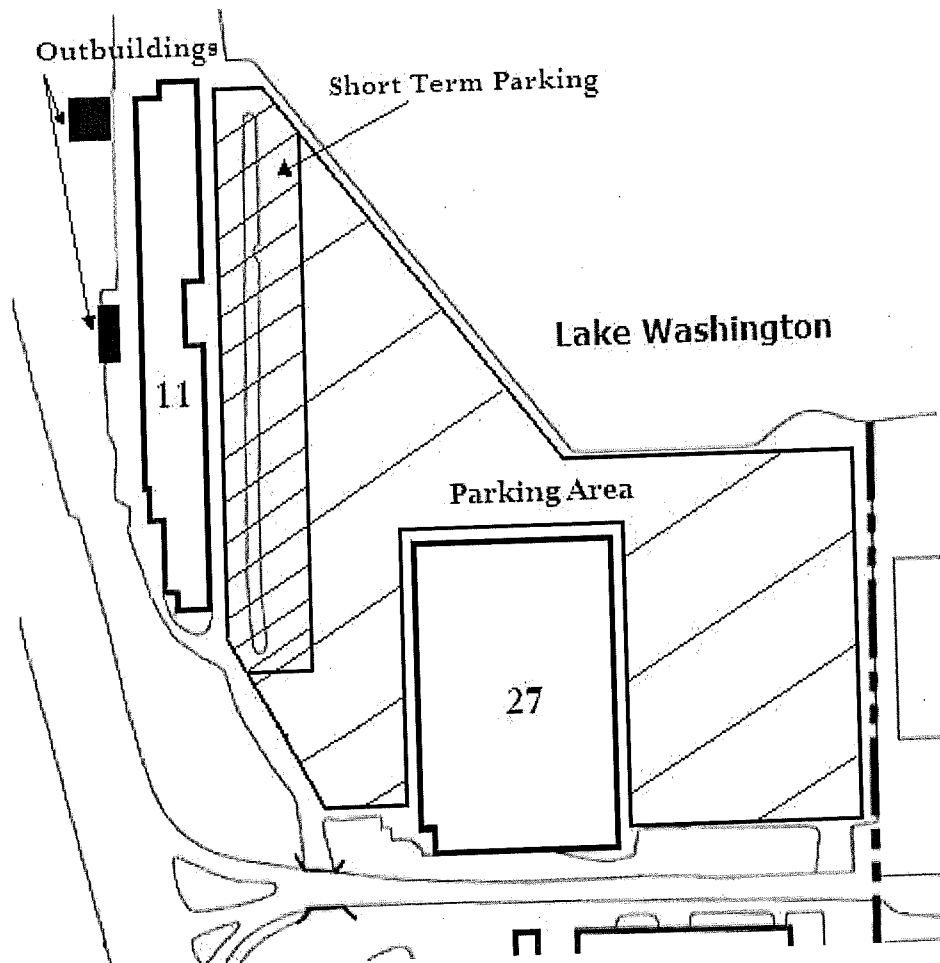 Outbuildings
Short Term Parking
Lake Washington
11
Parking Area
27